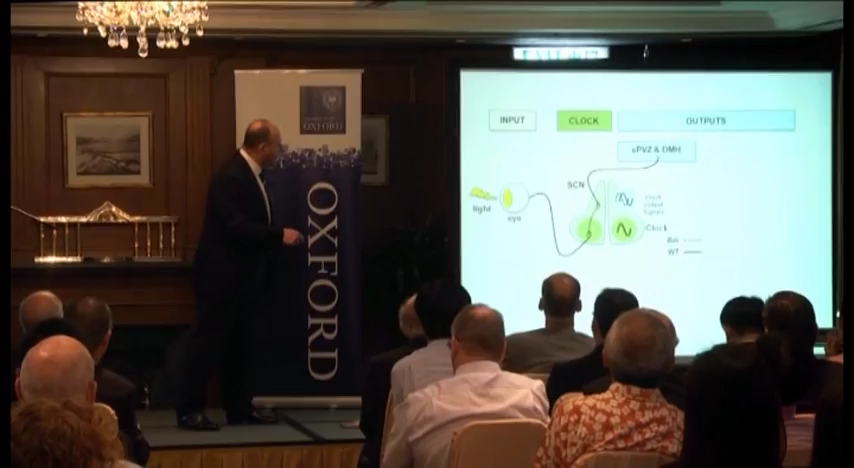 OXFORD
OXFORD
INPUT
CLOCK
OUTPUTS
sPVZ & DMH
SCN
light
eye
Clock
WT